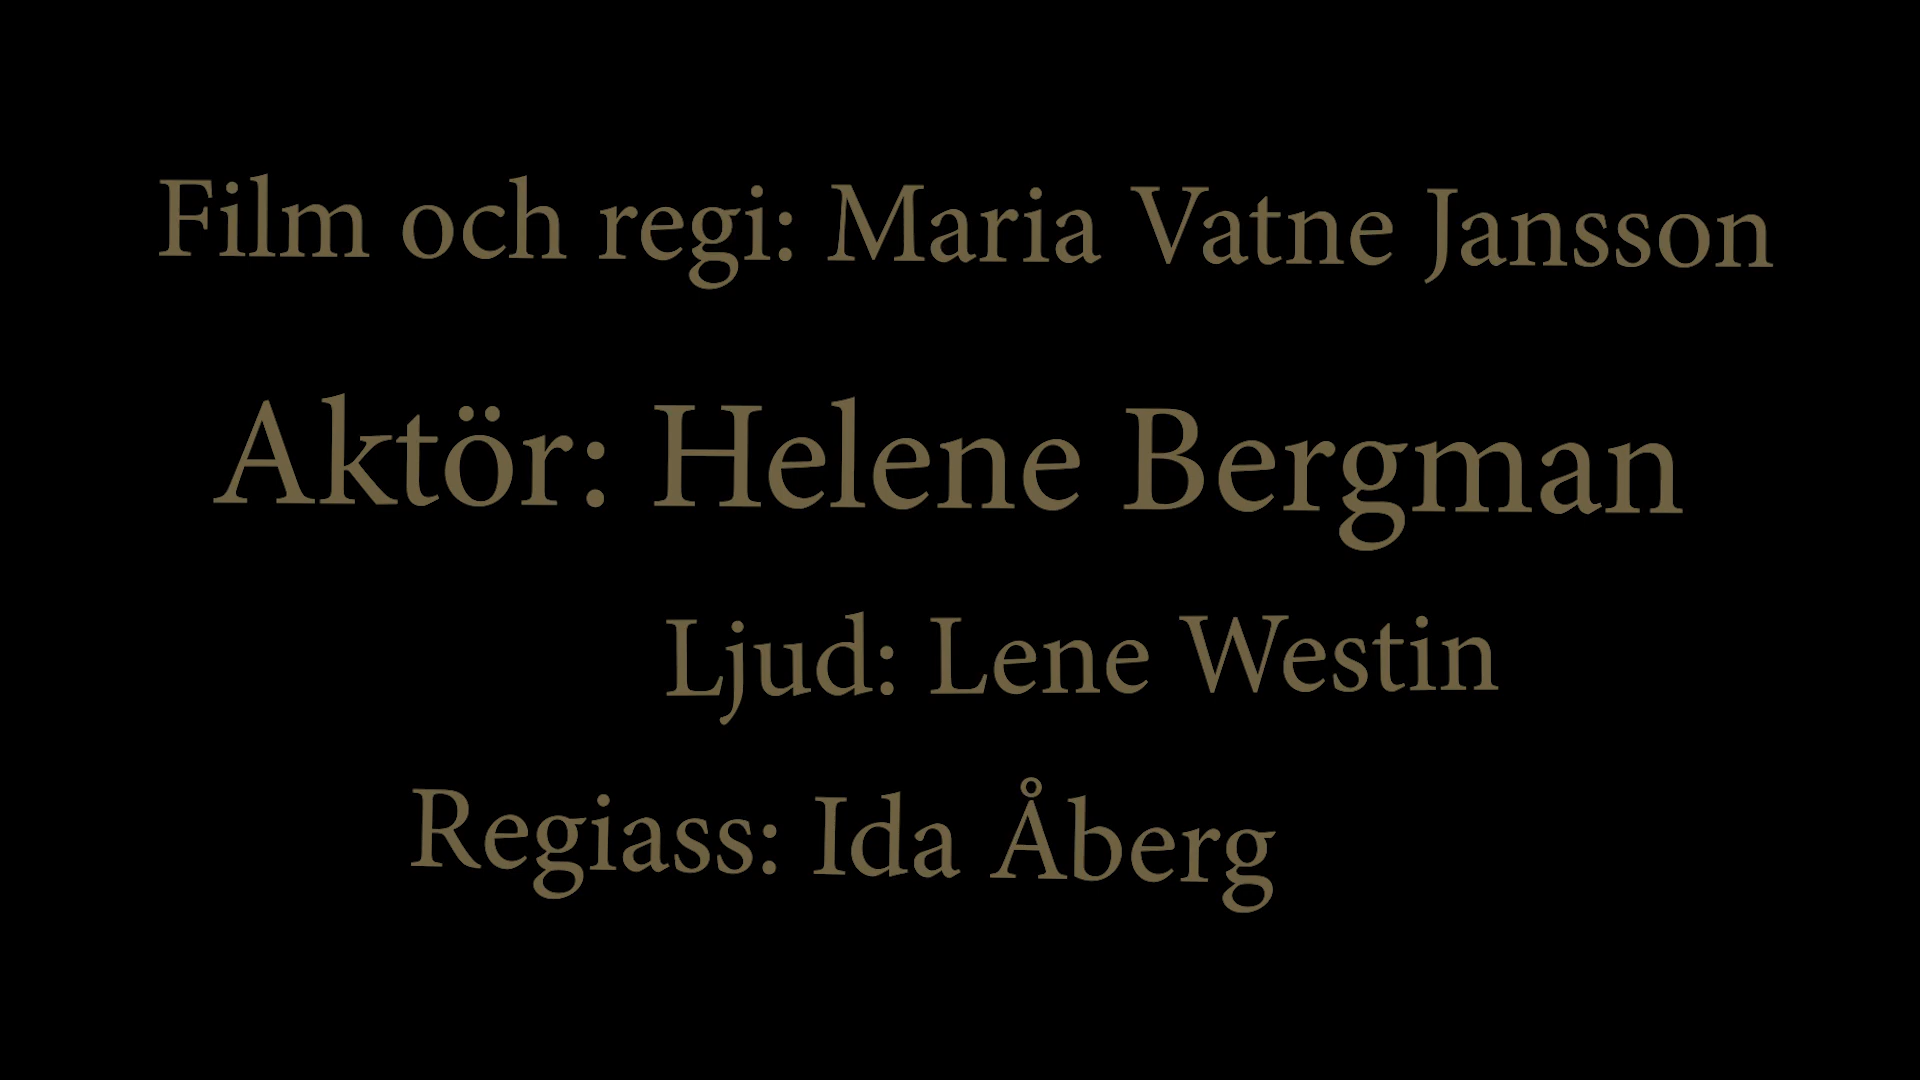 Film och regi: Maria Vatne Jansson
Aktör: Helene Bergman
Ljud: Lene Westin
Regiass: Ida Åberg